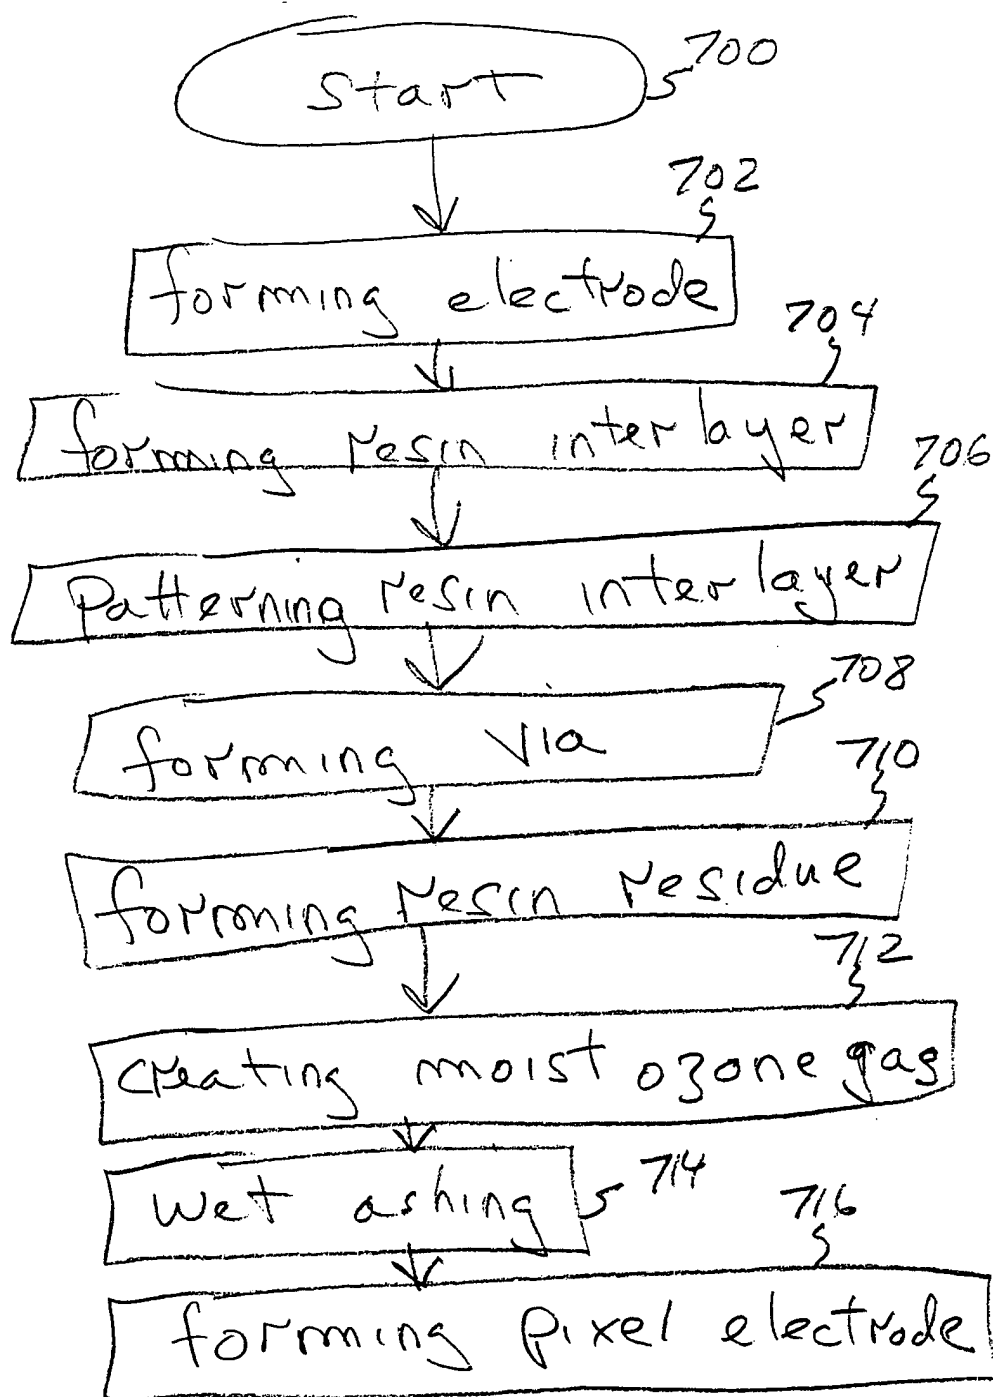 700
Start
702
forming electrode
704
forming resin interlayer
706
Patterning resin interlayer
708
forming via
710
forming resin residue
712
creating moist ozone gas
714
wet ashing
716
forming pixel electrode